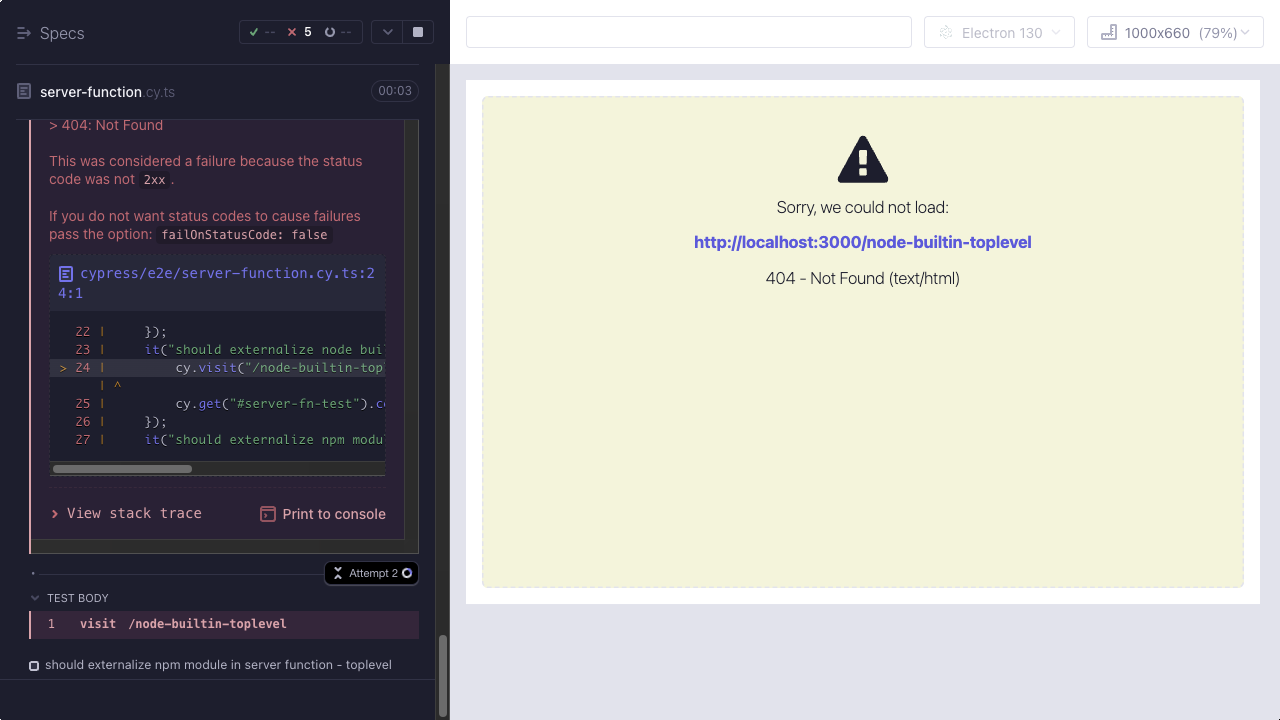 Specs
-- 5 --
server-function.cy.ts
00:03
> 404: Not Found
This was considered a failure because the status
code was not 2xx.
If you do not want status codes to cause failures
pass the option: failOnStatusCode: false
cypress/e2e/server-function.cy.ts:2
4:1
22 | });
23 | it("should externalize node bui
> 24 | cy.visit("/node-builtin-top
| ^
25 | cy.get("#server-fn-test").co
26 | });
27 | it("should externalize npm modu
View stack trace
Print to console
Attempt 2
TEST BODY
1 visit /node-builtin-toplevel
should externalize npm module in server function - toplevel
Electron 130
1000x660 (79%)
Sorry, we could not load:
http://localhost:3000/node-builtin-toplevel
404 - Not Found (text/html)